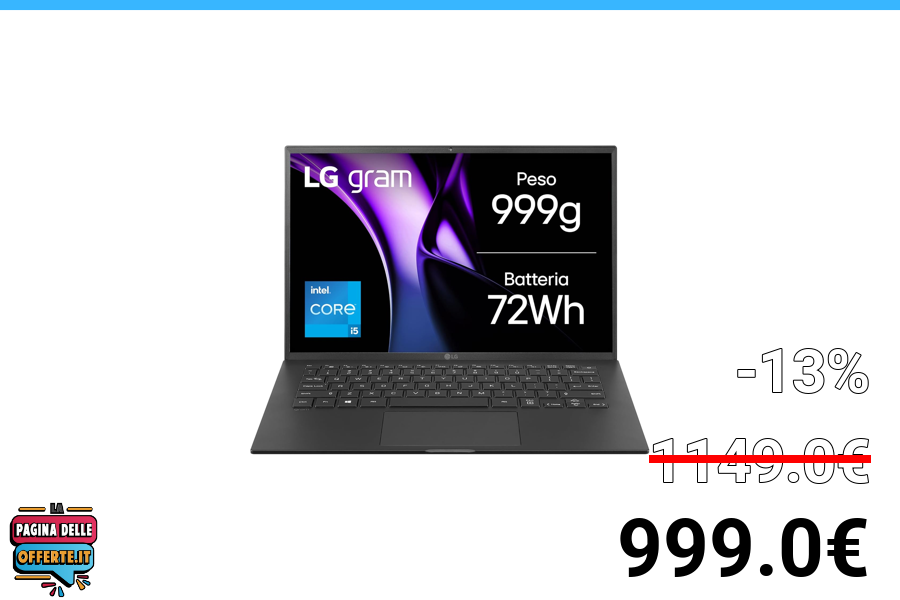 LG gram
Peso
999g
Batteria
72Wh
intel
CORE
i5
LG
-13%
1149.0€
999.0€
LA
PAGINA DELLE
OFFERTE.IT